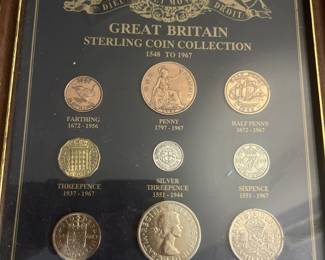 DIEU ET MON DROIT
GREAT BRITAIN
STERLING COIN COLLECTION
1548 TO 1967
FARTHING
1672 - 1956
PENNY
1797 - 1967
HALF PENNY
1672 - 1967
THREEPENCE
1937 - 1967
SILVER
THREEPENCE
1551 - 1944
SIXPENCE
1551 - 1967